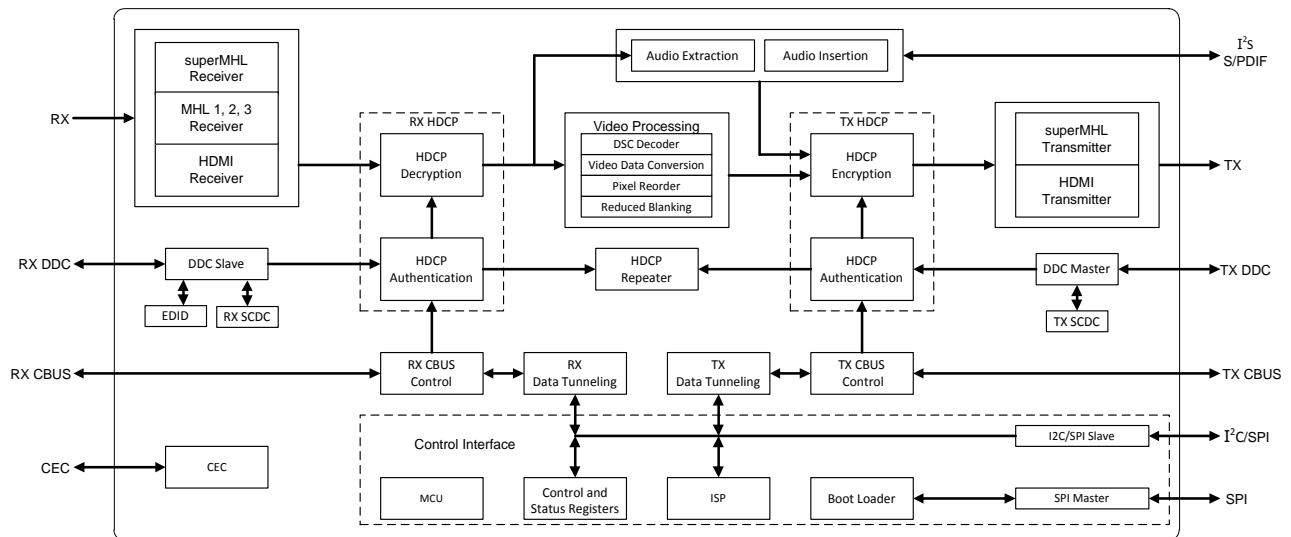 I²S
S/PDIF
Audio Extraction
Audio Insertion
superMHL
Receiver
MHL 1, 2, 3
Receiver
HDMI
Receiver
RX
RX HDCP
HDCP
Decryption
Video Processing
DSC Decoder
Video Data Conversion
Pixel Reorder
Reduced Blanking
TX HDCP
HDCP
Encryption
superMHL
Transmitter
HDMI
Transmitter
TX
RX DDC
DDC Slave
EDID
RX SCDC
HDCP
Authentication
HDCP
Repeater
HDCP
Authentication
DDC Master
TX SCDC
TX DDC
RX CBUS
RX CBUS
Control
RX
Data Tunneling
TX
Data Tunneling
TX CBUS
Control
TX CBUS
Control Interface
I2C/SPI Slave
I²C/SPI
CEC
CEC
MCU
Control and
Status Registers
ISP
Boot Loader
SPI Master
SPI